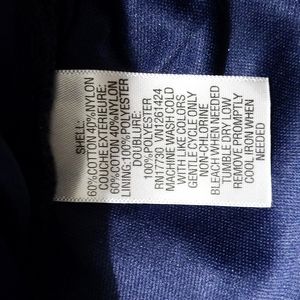 SHELL:
60%COTTON 40%NYLON
COUCHE EXTERIEURE:
60%COTTON 40%NYLON
LINING:100%POLYESTER
DOUBLURE:
100%POLYESTER
RN17730 VN1261424
MACHINE WASH COLD
WITH LIKE COLORS
GENTLE CYCLE ONLY
NON-CHLORINE
BLEACH WHEN NEEDED
TUMBLE DRY LOW
REMOVE PROMPTLY
COOL IRON WHEN
NEEDED